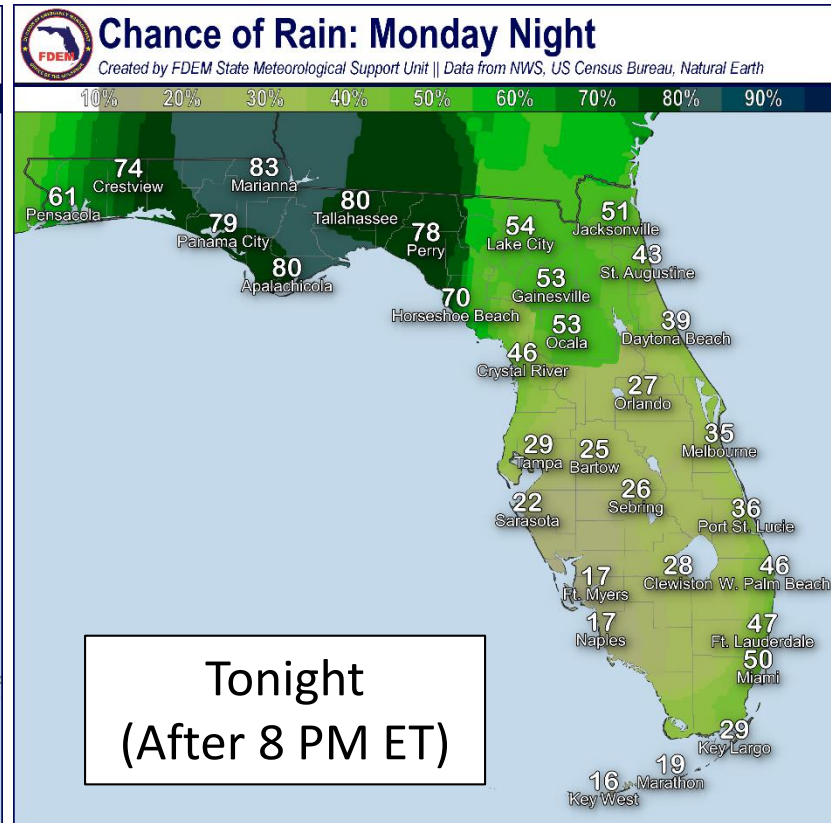 FDEM
Chance of Rain: Monday Night
Created by FDEM State Meteorological Support Unit || Data from NWS, US Census Bureau, Natural Earth
10% 20% 30% 40% 50% 60% 70% 80% 90%
74
Crestview
83
Marianna
61
Pensacola
79
Panama City
80
Tallahassee
80
Apalachicola
78
Perry
70
Horseshoe Beach
54
Lake City
51
Jacksonville
43
St. Augustine
53
Gainesville
53
Ocala
39
Daytona Beach
46
Crystal River
27
Orlando
35
Melbourne
29
Tampa
25
Bartow
22
Sarasota
26
Sebring
36
Port St. Lucie
17
Ft. Myers
28
Clewiston
46
W. Palm Beach
17
Naples
47
Ft. Lauderdale
50
Miami
29
Key Largo
19
Marathon
16
Key West
Tonight
(After 8 PM ET)